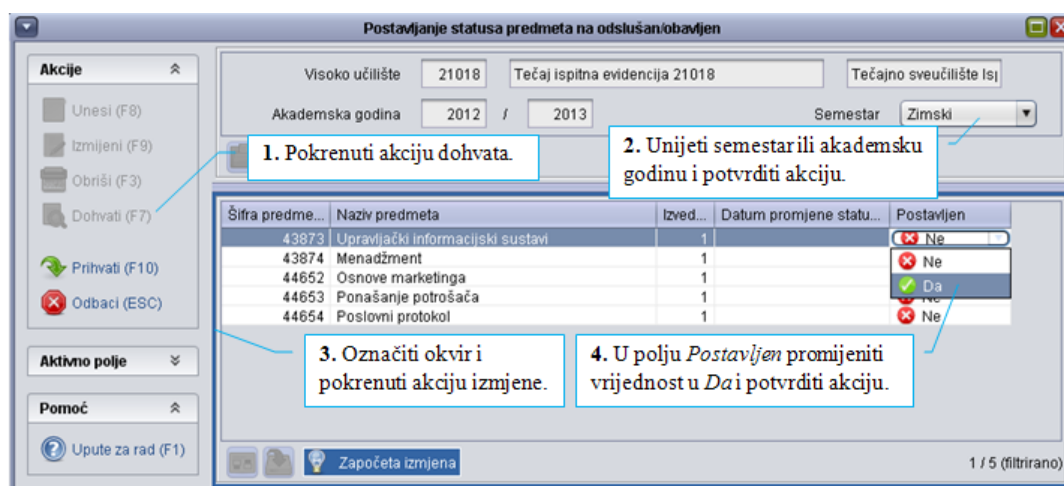 Postavljanje statusa predmeta na odslušan/obavljen
Akcije
Unesi (F8)
Izmijeni (F9)
Obriši (F3)
Dohvati (F7)
Prihvati (F10)
Odbaci (ESC)
Aktivno polje
Pomoć
Upute za rad (F1)
Visoko učilište 21018 Tečaj ispitna evidencija 21018 Tečajno sveučilište Isp
Akademska godina 2012 / 2013 Semestar Zimski
1. Pokrenuti akciju dohvata.
2. Unijeti semestar ili akademsku
godinu i potvrditi akciju.
Šifra predme... Naziv predmeta Izved... Datum promjene statu... Postavljen
43873 Upravljački informacijski sustavi 1 Ne
43874 Menadžment 1 Ne
44652 Osnove marketinga 1 Da
44653 Ponašanje potrošača 1 Ne
44654 Poslovni protokol 1 Ne
3. Označiti okvir i
pokrenuti akciju izmjene.
4. U polju Postavljen promijeniti
vrijednost u Da i potvrditi akciju.
Započeta izmjena
1 / 5 (filtrirano)